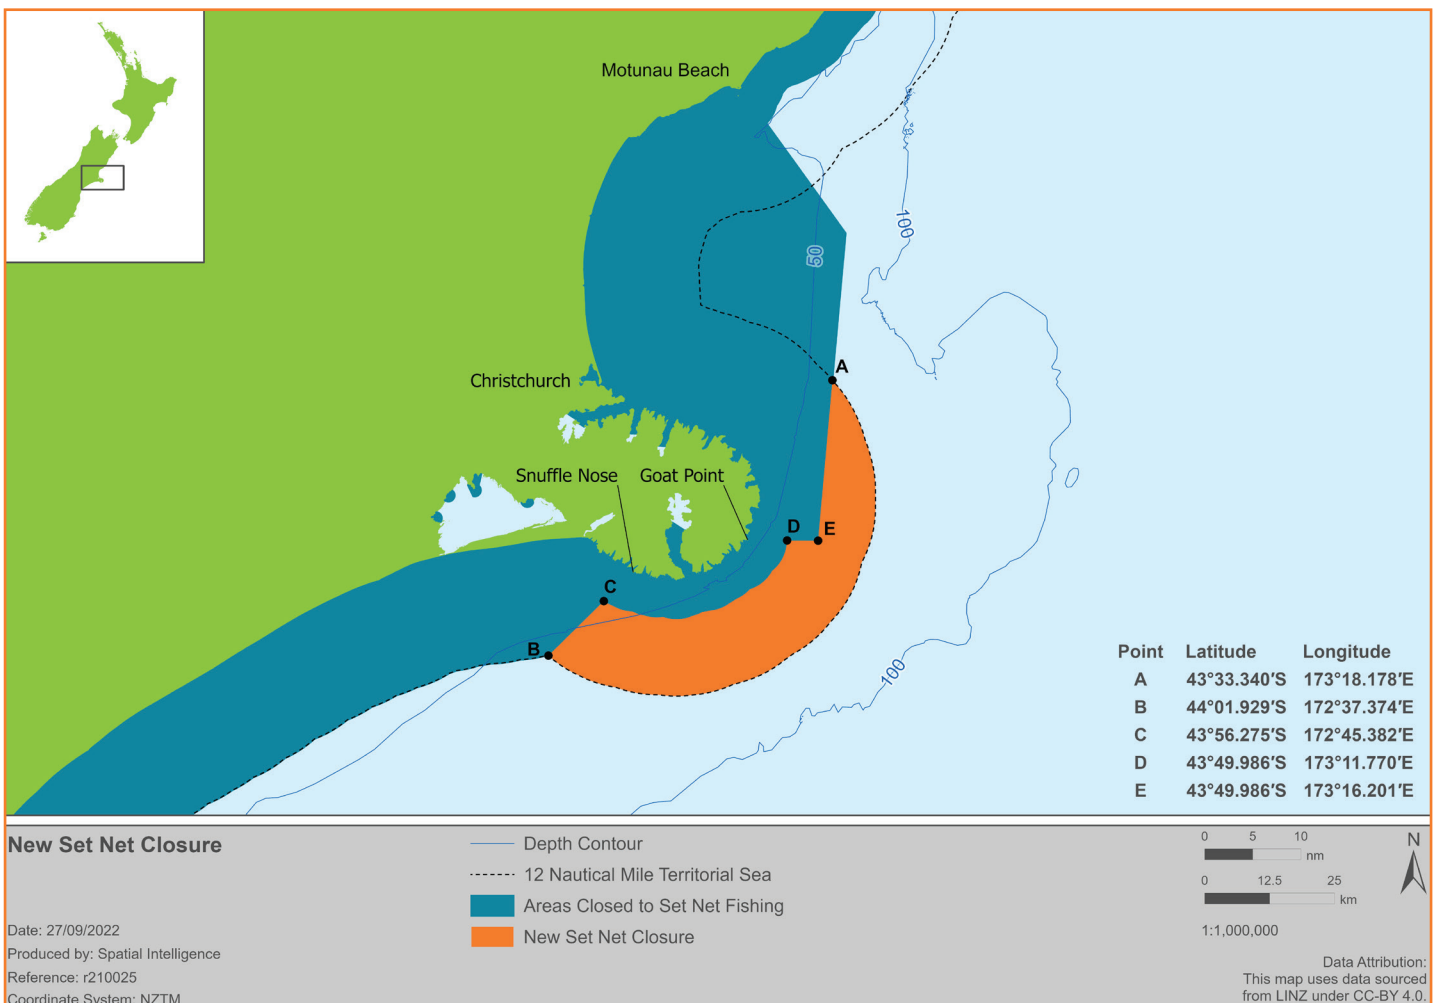 Motunau Beach
100
50
A
Christchurch
Snuffle Nose
Goat Point
D
E
C
B
100
Point Latitude Longitude
A 43°33.340'S 173°18.178'E
B 44°01.929'S 172°37.374'E
C 43°56.275'S 172°45.382'E
D 43°49.986'S 173°11.770'E
E 43°49.986'S 173°16.201'E
New Set Net Closure
Date: 27/09/2022
Produced by: Spatial Intelligence
Reference: r210025
Coordinate System: NZTM
Depth Contour
12 Nautical Mile Territorial Sea
Areas Closed to Set Net Fishing
New Set Net Closure
0 5 10
nm
0 12.5 25
km
1:1,000,000
N
Data Attribution:
This map uses data sourced
from LINZ under CC-BY 4.0.